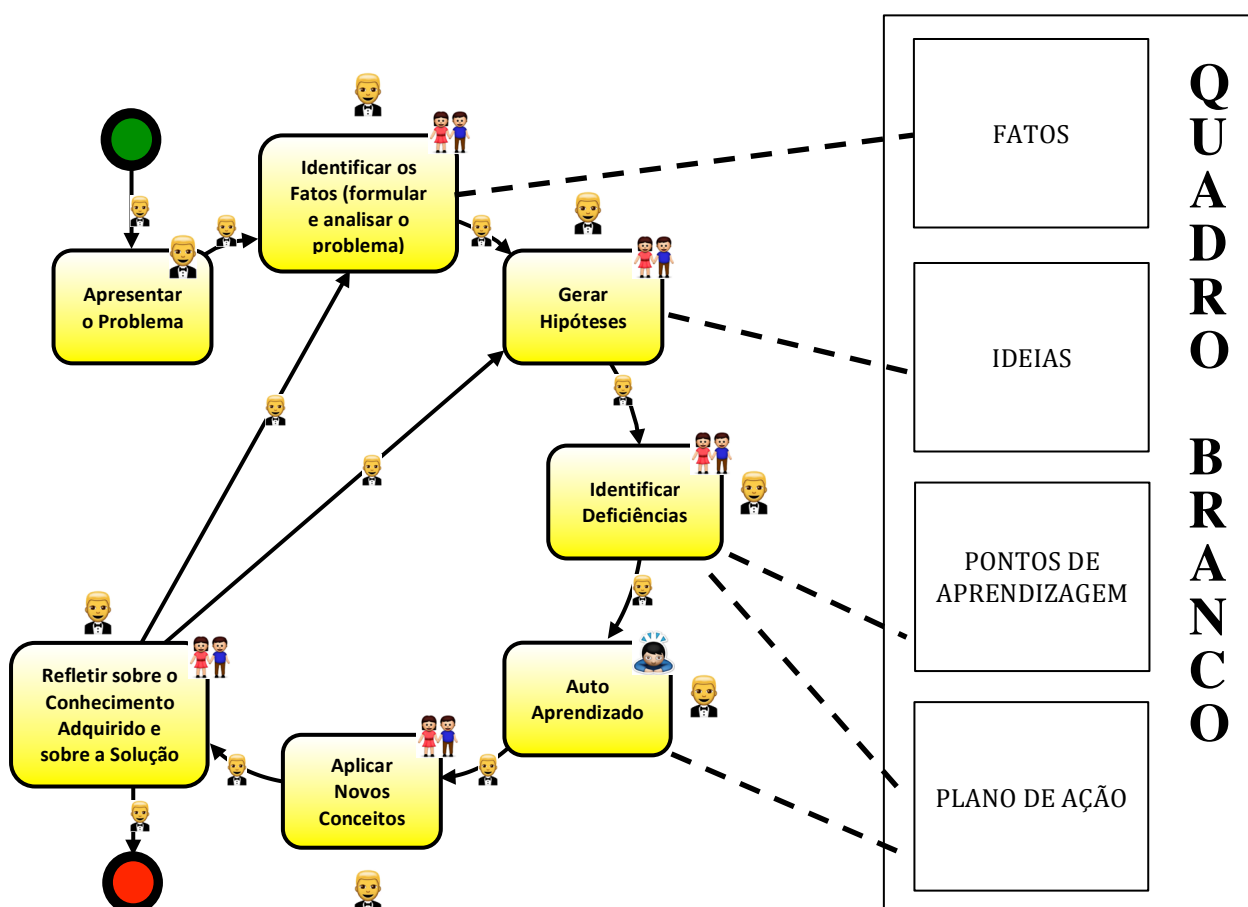 Identificar os
Fatos (formular
e analisar o
problema)
Apresentar
o Problema
Gerar
Hipóteses
Identificar
Deficiências
Auto
Aprendizado
Aplicar
Novos
Conceitos
Refletir sobre o
Conhecimento
Adquirido e
sobre a Solução
FATOS
IDEIAS
PONTOS DE
APRENDIZAGEM
PLANO DE AÇÃO
QUADRO BRANCO